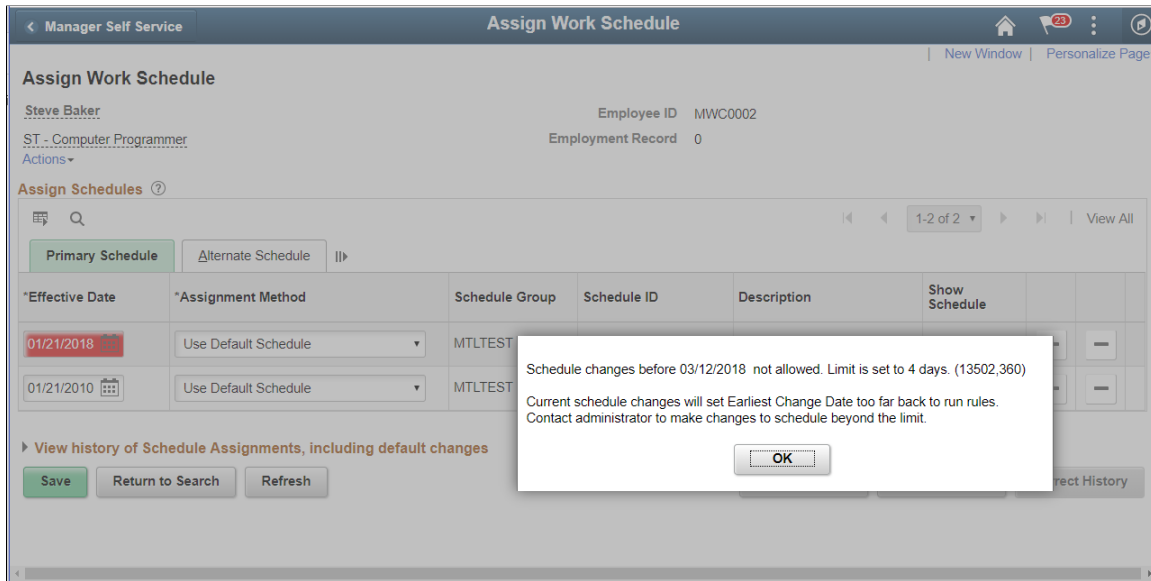 Manager Self Service
Assign Work Schedule
23
New Window | Personalize Page
Assign Work Schedule
Steve Baker
Employee ID MWC0002
ST - Computer Programmer
Employment Record 0
Actions
Assign Schedules ?
1-2 of 2 | View All
Primary Schedule Alternate Schedule
*Effective Date *Assignment Method Schedule Group Schedule ID Description Show Schedule
01/21/2018 Use Default Schedule MTLTEST
01/21/2010 Use Default Schedule MTLTEST
Schedule changes before 03/12/2018 not allowed. Limit is set to 4 days. (13502,360)
Current schedule changes will set Earliest Change Date too far back to run rules.
Contact administrator to make changes to schedule beyond the limit.
OK
View history of Schedule Assignments, including default changes
Save Return to Search Refresh
History